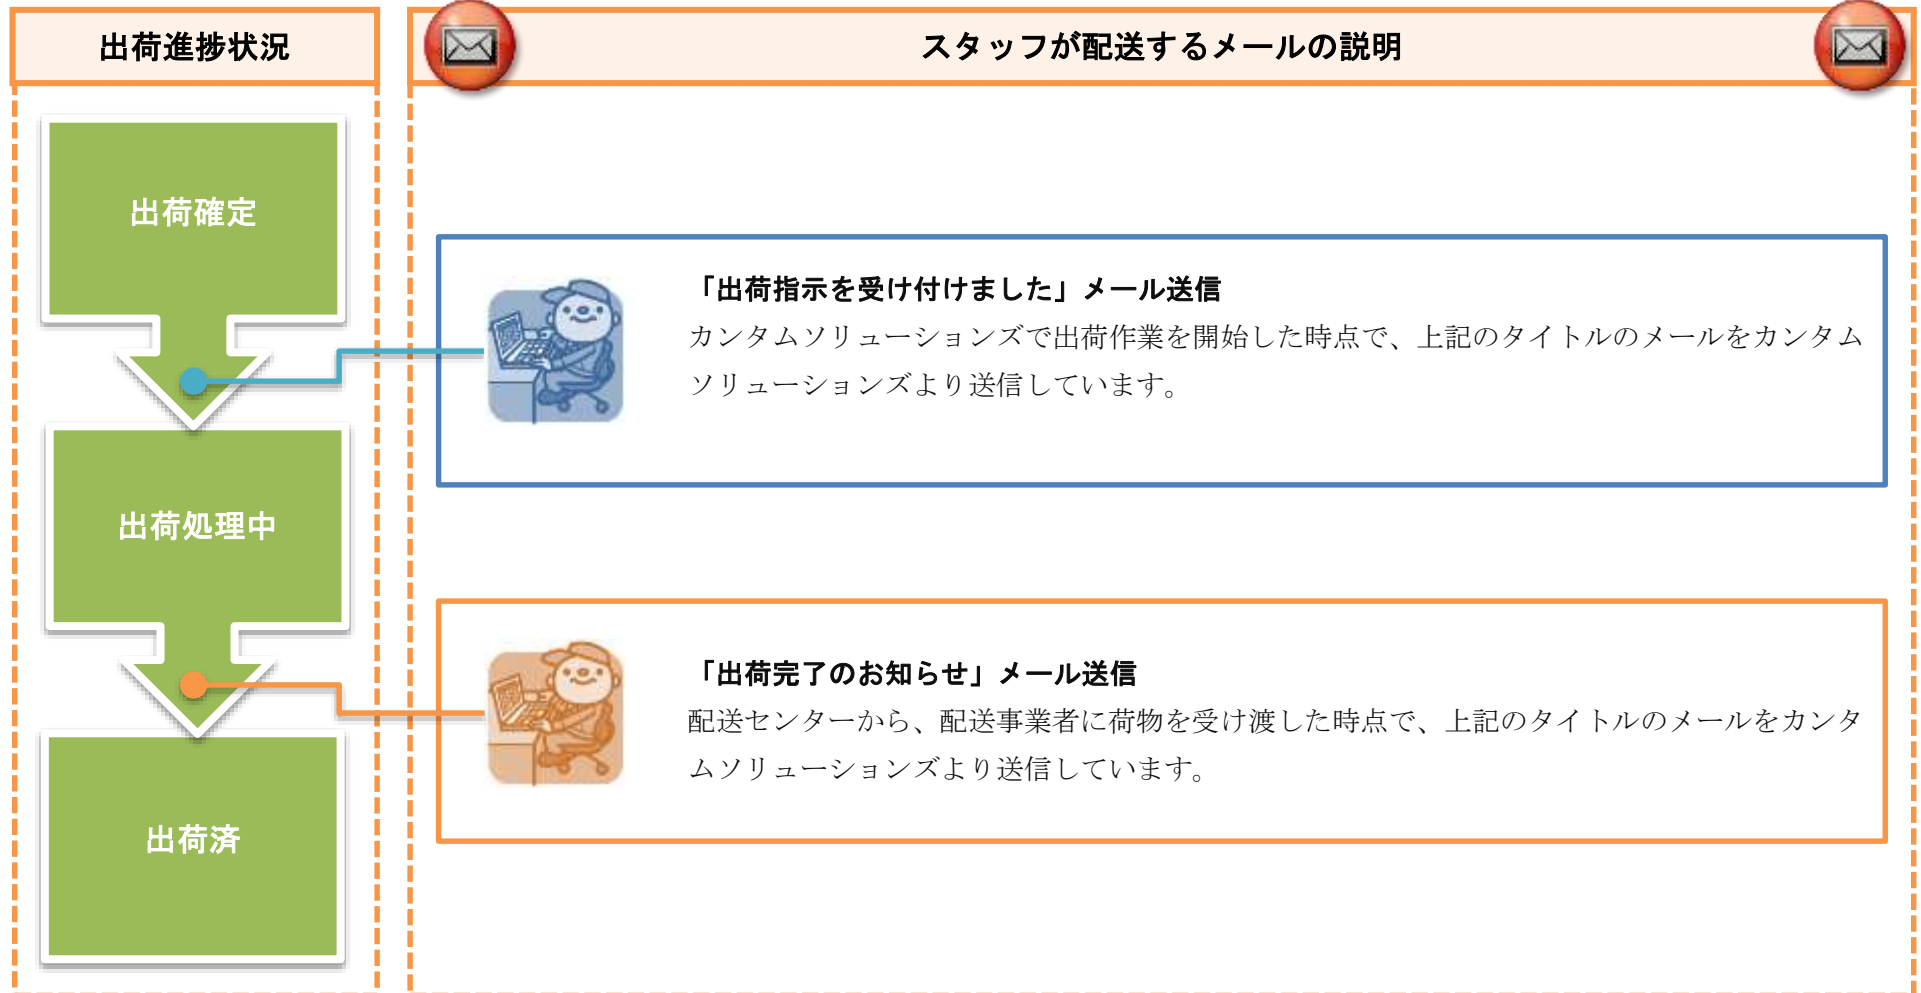 出荷進捗状況
スタッフが配送するメールの説明
出荷確定
「出荷指示を受け付けました」メール送信
カンタムソリューションズで出荷作業を開始した時点で、上記のタイトルのメールをカンタム
ソリューションズより送信しています。
出荷処理中
「出荷完了のお知らせ」メール送信
配送センターから、配送事業者に荷物を受け渡した時点で、上記のタイトルのメールをカンタ
ムソリューションズより送信しています。
出荷済